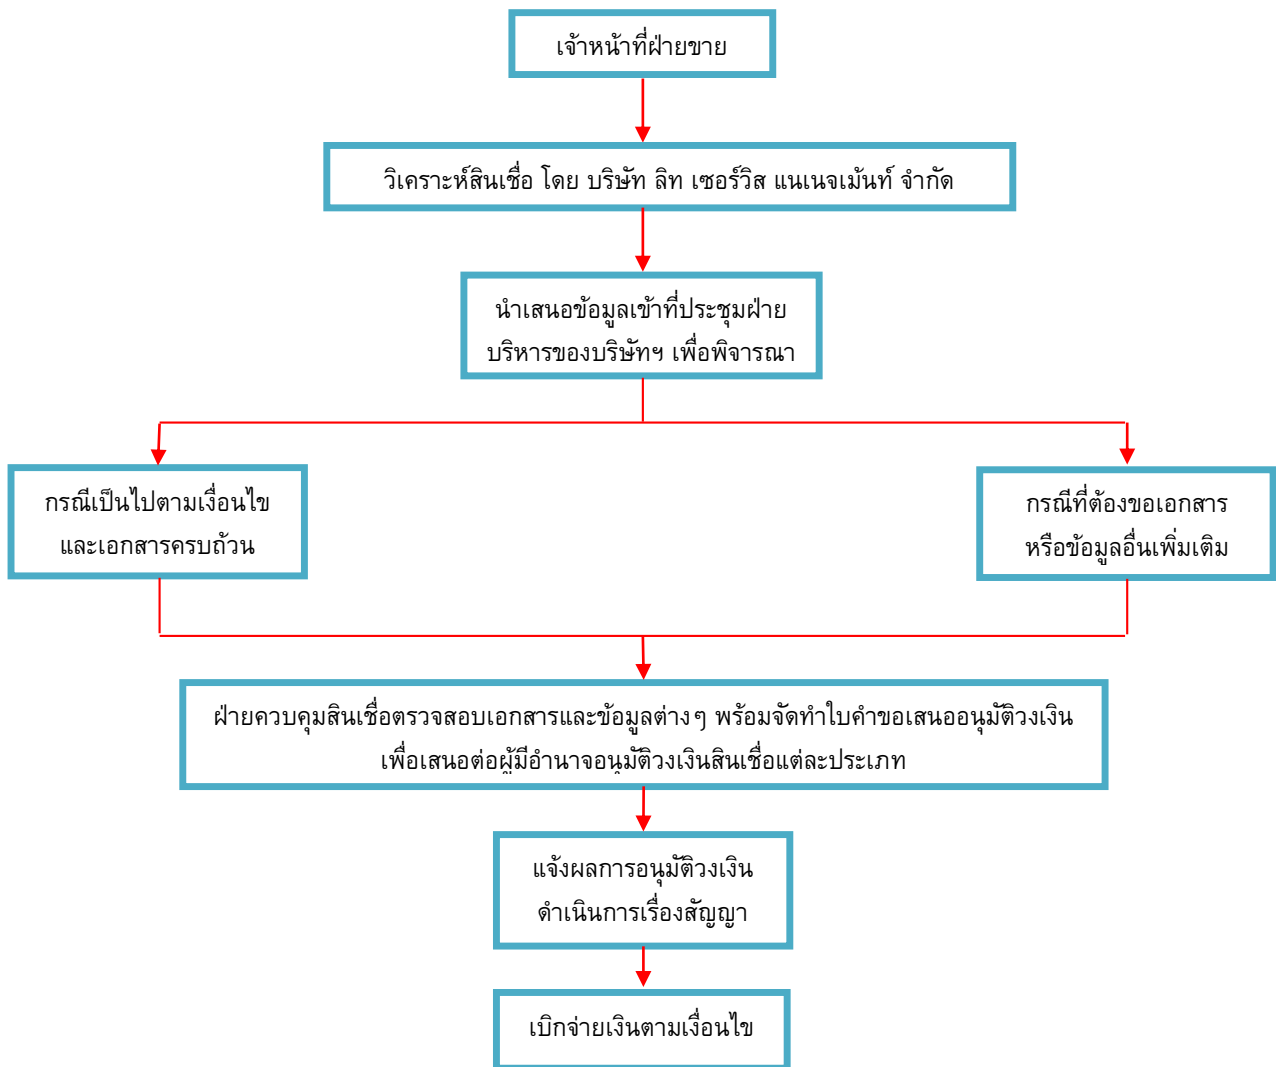 เจ้าหน้าที่ฝ่ายขาย
วิเคราะห์สินเชื่อ โดย บริษัท ลิท เซอร์วิส แนเนจเม้นท์ จำกัด
นำเสนอข้อมูลเข้าที่ประชุมฝ่าย
บริหารของบริษัทฯ เพื่อพิจารณา
กรณีเป็นไปตามเงื่อนไข
และเอกสารครบถ้วน
กรณีที่ต้องขอเอกสาร
หรือข้อมูลอื่นเพิ่มเติม
ฝ่ายควบคุมสินเชื่อตรวจสอบเอกสารและข้อมูลต่างๆ พร้อมจัดทำใบคำขอเสนออนุมัติวงเงิน
เพื่อเสนอต่อผู้มีอำนาจอนุมัติวงเงินสินเชื่อแต่ละประเภท
แจ้งผลการอนุมัติวงเงิน
ดำเนินการเรื่องสัญญา
เบิกจ่ายเงินตามเงื่อนไข